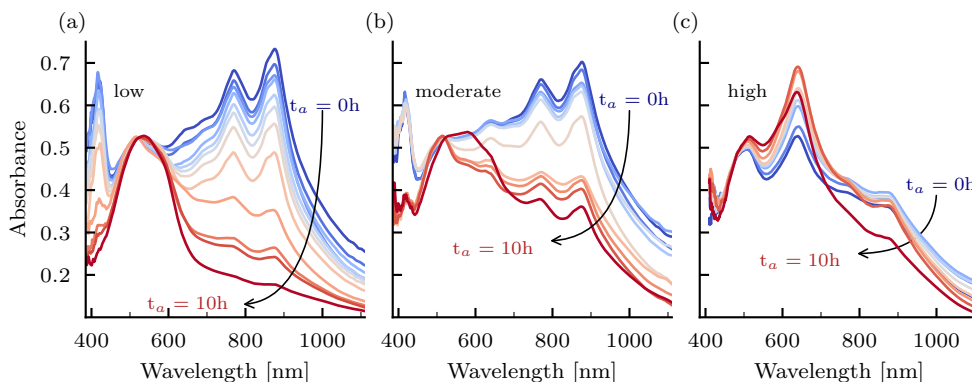 (a) (b) (c)
low moderate high
t_a = 0h t_a = 0h t_a = 0h
t_a = 10h t_a = 10h t_a = 10h
Absorbance
0.7
0.6
0.5
0.4
0.3
0.2
400 600 800 1000 400 600 800 1000 400 600 800 1000
Wavelength [nm] Wavelength [nm] Wavelength [nm]